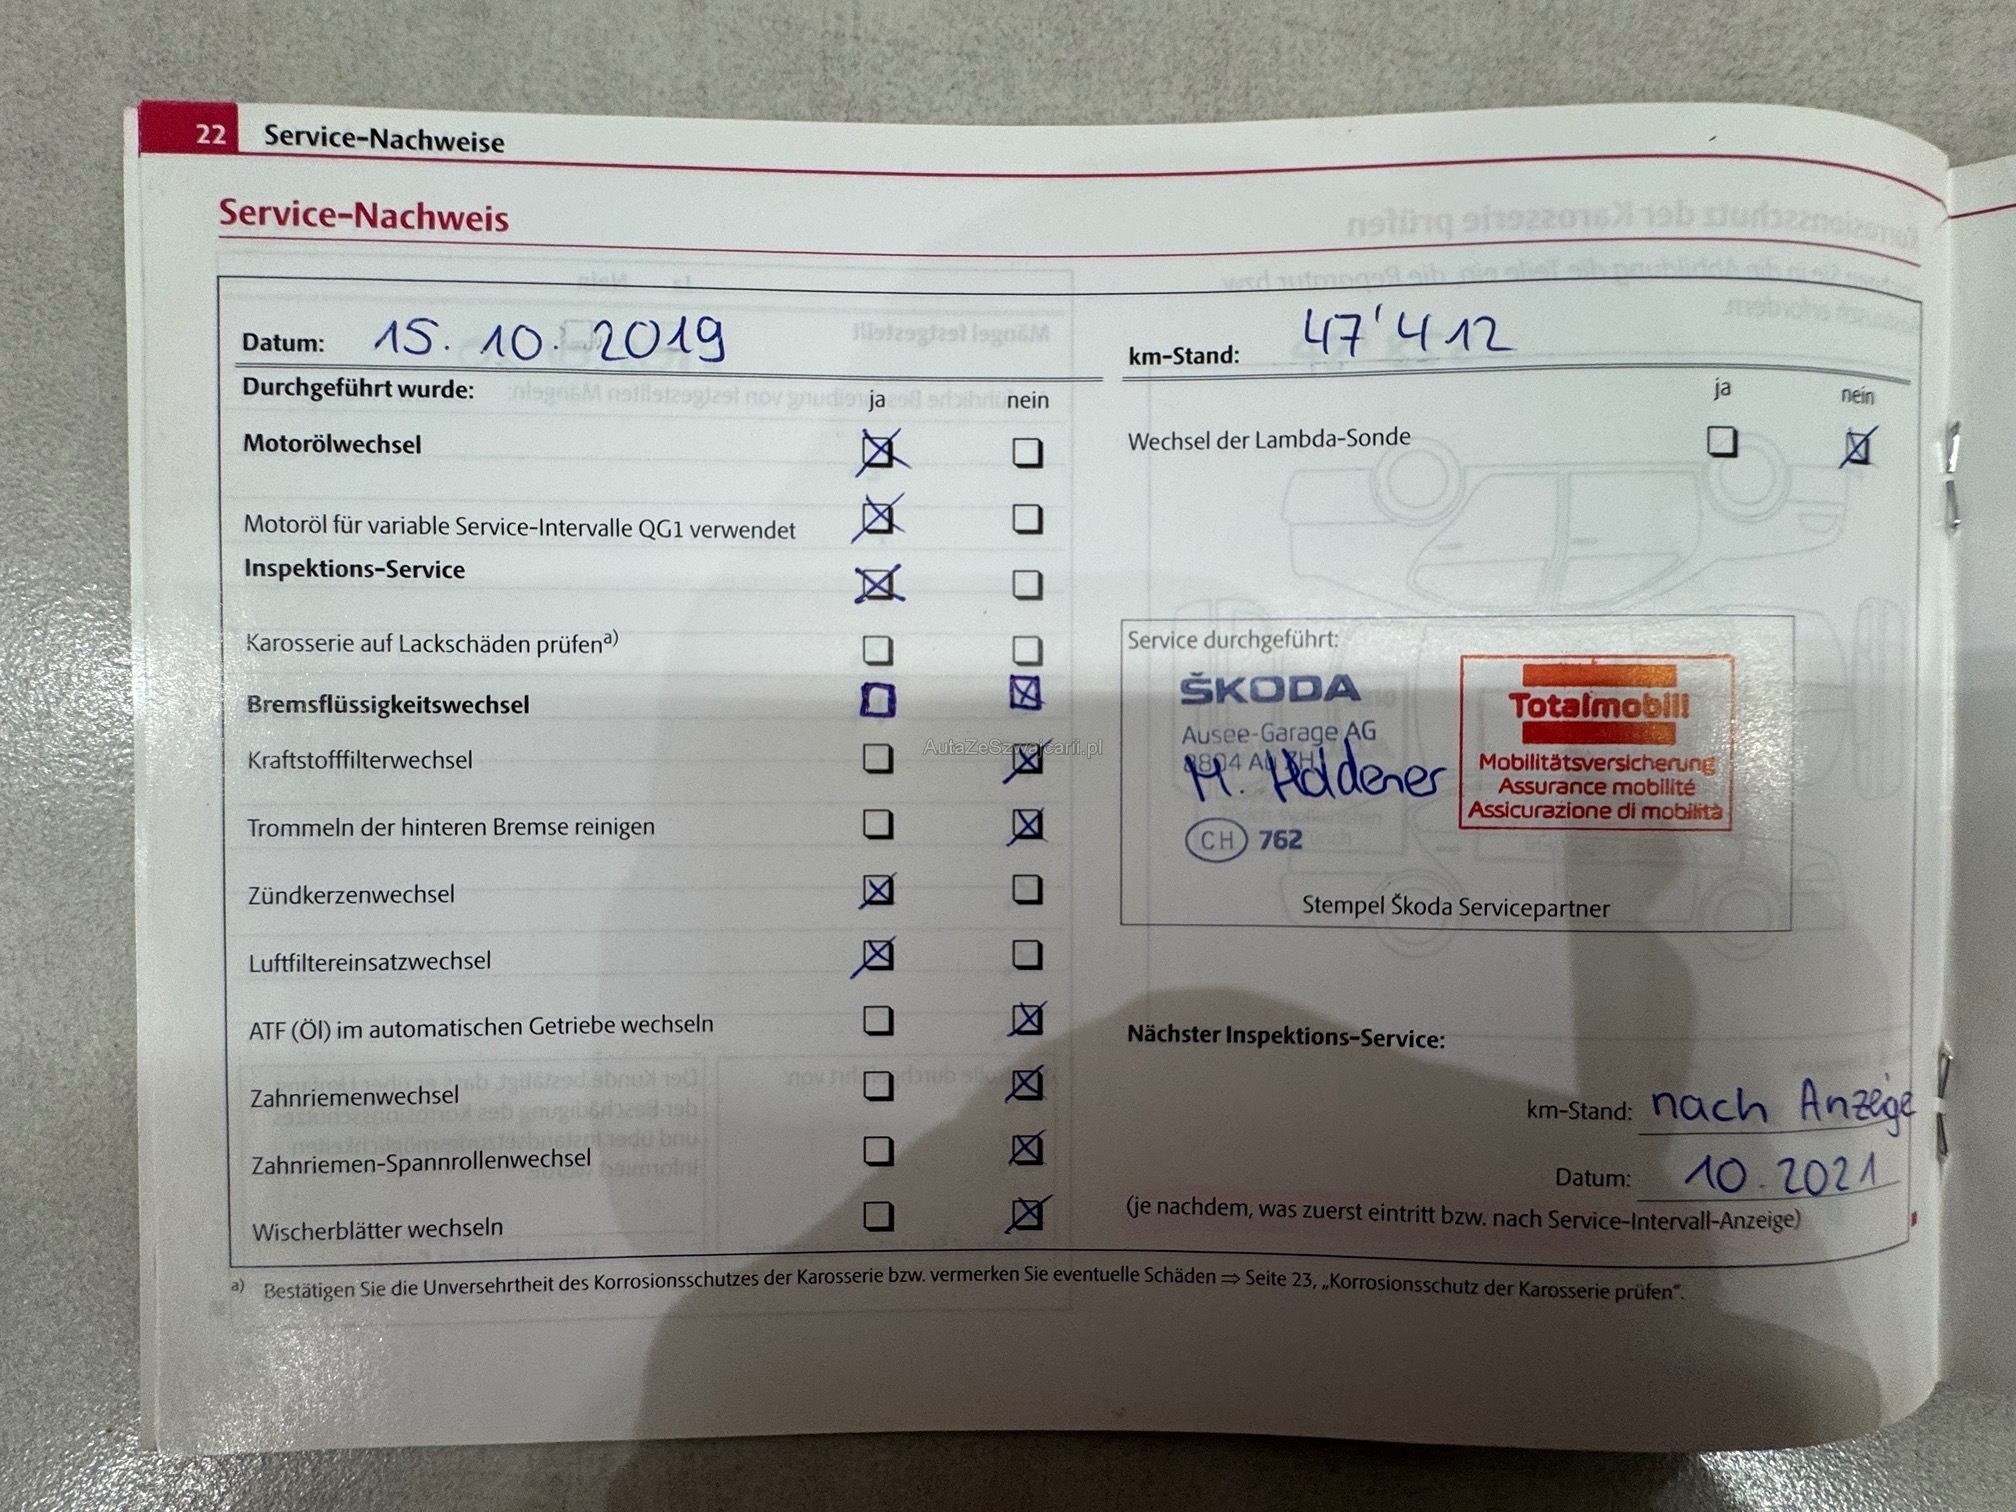 22 Service-Nachweise
Service-Nachweis
Datum: 15. 10. 2019
km-Stand: 47'412
Durchgeführt wurde: ja nein
ja nein
Motorölwechsel
Wechsel der Lambda-Sonde
Motoröl für variable Service-Intervalle QG1 verwendet
Inspektions-Service
Karosserie auf Lackschäden prüfen a)
Bremsflüssigkeitswechsel
Kraftstofffilterwechsel
Trommeln der hinteren Bremse reinigen
Zündkerzenwechsel
Luftfiltereinsatzwechsel
ATF (Öl) im automatischen Getriebe wechseln
Zahnriemenwechsel
Zahnriemen-Spannrollenwechsel
Wischerblätter wechseln
Service durchgeführt:
ŠKODA
Ausee-Garage AG
8804 Au ZH
M. Holdener
CH 762
Totalmobil!
Mobilitätsversicherung
Assurance mobilité
Assicurazione di mobilità
Stempel Škoda Servicepartner
Nächster Inspektions-Service:
km-Stand: nach Anzeige
Datum: 10.2021
(je nachdem, was zuerst eintritt bzw. nach Service-Intervall-Anzeige)
a) Bestätigen Sie die Unversehrtheit des Korrosionsschutzes der Karosserie bzw. vermerken Sie eventuelle Schäden ⇒ Seite 23, „Korrosionsschutz der Karosserie prüfen“.
AutaZeSzwajcarii.pl